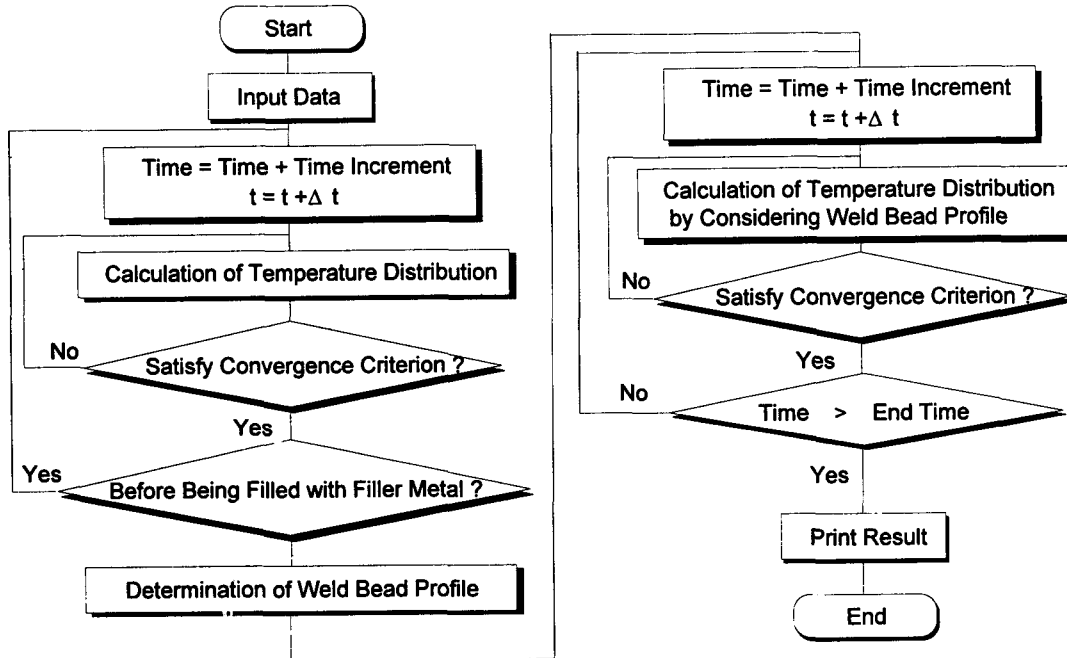 Start
Input Data
Time = Time + Time Increment
t = t +Δ t
Calculation of Temperature Distribution
No
Satisfy Convergence Criterion ?
Yes
Yes
Before Being Filled with Filler Metal ?
Determination of Weld Bead Profile
Time = Time + Time Increment
t = t +Δ t
Calculation of Temperature Distribution
by Considering Weld Bead Profile
No
Satisfy Convergence Criterion ?
Yes
No
Time > End Time
Yes
Print Result
End